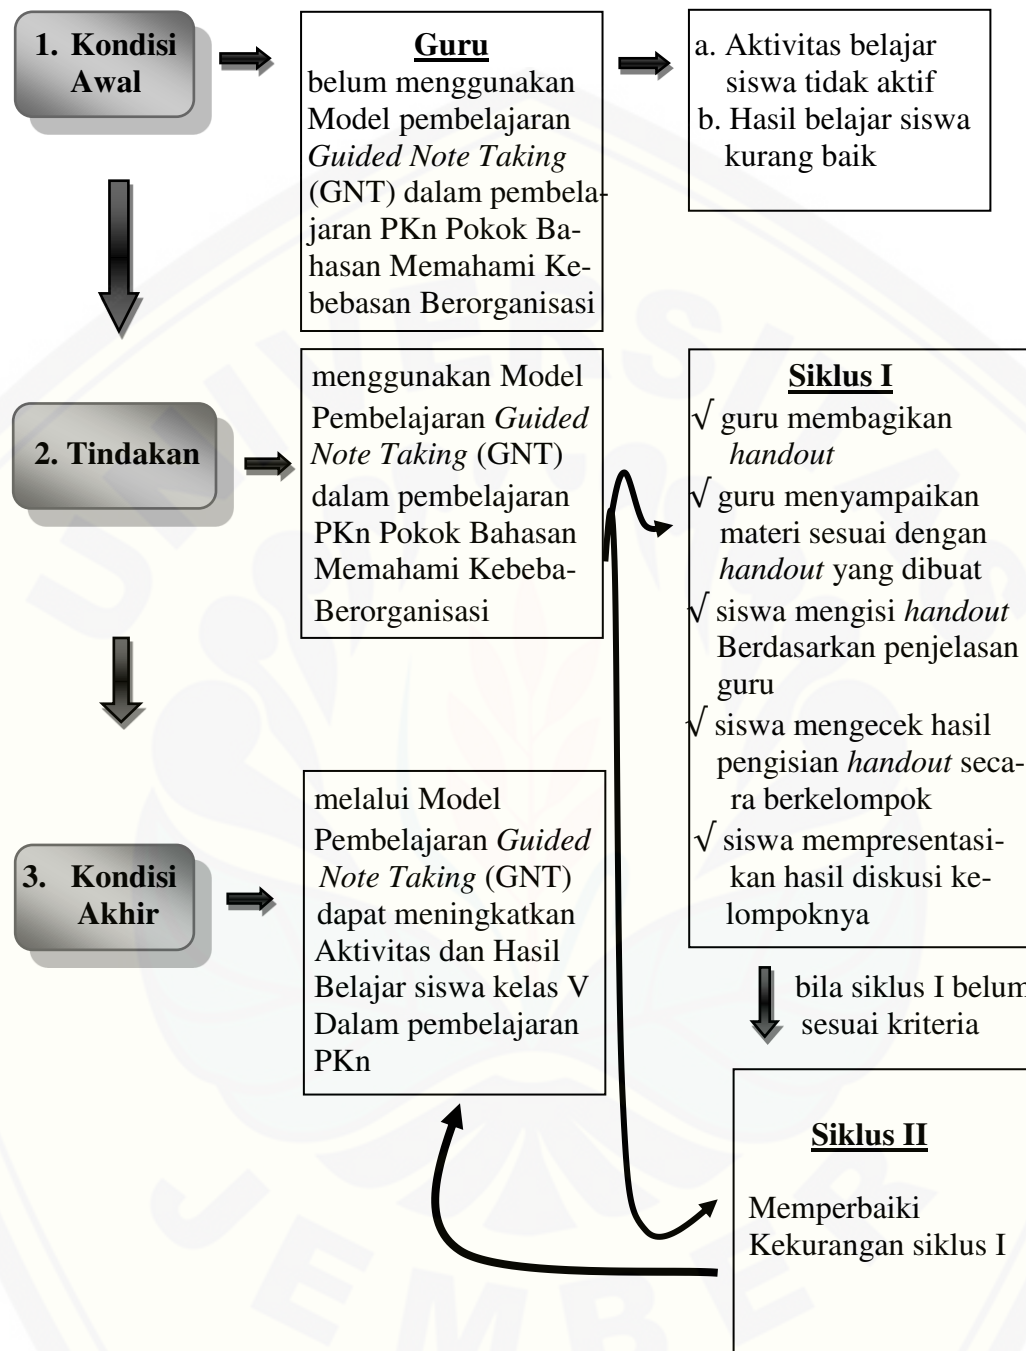 1. Kondisi
Awal
Guru
belum menggunakan
Model pembelajaran
Guided Note Taking
(GNT) dalam pembela-
jaran PKn Pokok Ba-
hasan Memahami Ke-
bebasan Berorganisasi
a. Aktivitas belajar
siswa tidak aktif
b. Hasil belajar siswa
kurang baik
2. Tindakan
menggunakan Model
Pembelajaran Guided
Note Taking (GNT)
dalam pembelajaran
PKn Pokok Bahasan
Memahami Kebeba-
Berorganisasi
Siklus I
√ guru membagikan
handout
√ guru menyampaikan
materi sesuai dengan
handout yang dibuat
√ siswa mengisi handout
Berdasarkan penjelasan
guru
√ siswa mengecek hasil
pengisian handout seca-
ra berkelompok
√ siswa mempresentasi-
kan hasil diskusi ke-
lompoknya
3. Kondisi
Akhir
melalui Model
Pembelajaran Guided
Note Taking (GNT)
dapat meningkatkan
Aktivitas dan Hasil
Belajar siswa kelas V
Dalam pembelajaran
PKn
bila siklus I belum
sesuai kriteria
Siklus II
Memperbaiki
Kekurangan siklus I
UNIVERSITAS
JEMBER